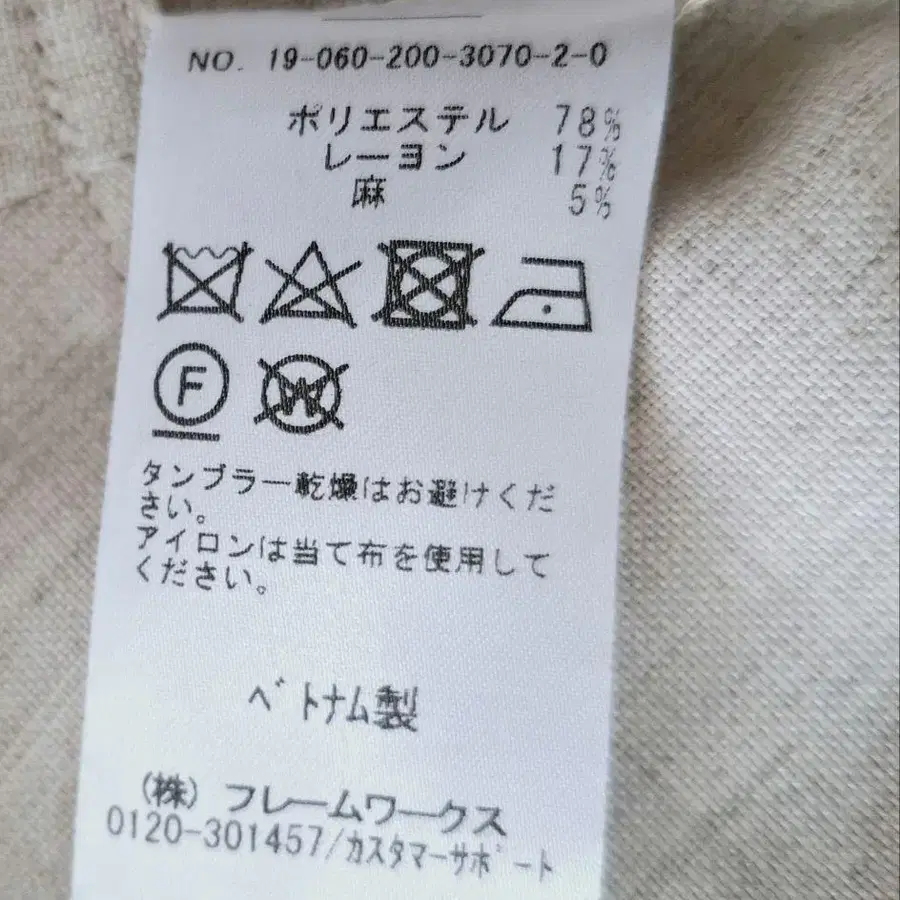 NO. 19-060-200-3070-2-0
ポリエステル 78%
レーヨン 17%
麻 5%
F
W
タンブラー乾燥はお避けくだ
さい。
アイロンは当て布を使用して
ください。
ベトナム製
(株)フレームワークス
0120-301457/カスタマーサポート